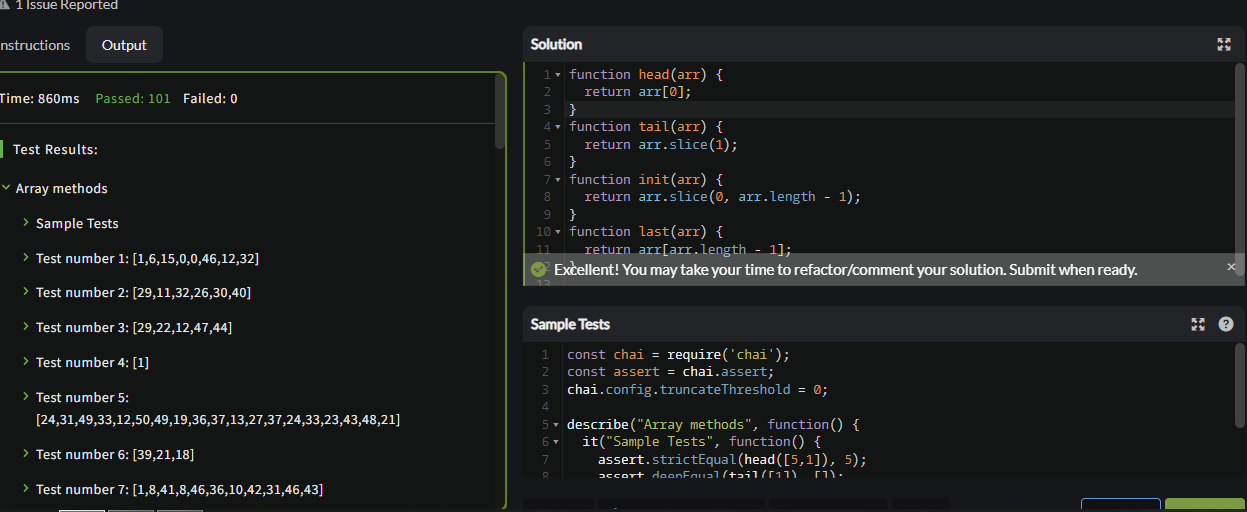 1 Issue Reported
nstructions
Output
Time: 860ms Passed: 101 Failed: 0
Test Results:
Array methods
Sample Tests
Test number 1: [1,6,15,0,0,46,12,32]
Test number 2: [29,11,32,26,30,40]
Test number 3: [29,22,12,47,44]
Test number 4: [1]
Test number 5:
[24,31,49,33,12,50,49,19,36,37,13,27,37,24,33,23,43,48,21]
Test number 6: [39,21,18]
Test number 7: [1,8,41,8,46,36,10,42,31,46,43]
Solution
1 function head(arr) {
2 return arr[0];
3 }
4 function tail(arr) {
5 return arr.slice(1);
6 }
7 function init(arr) {
8 return arr.slice(0, arr.length - 1);
9 }
10 function last(arr) {
11 return arr[arr.length - 1];
12 }
Excellent! You may take your time to refactor/comment your solution. Submit when ready.
13
Sample Tests
1 const chai = require('chai');
2 const assert = chai.assert;
3 chai.config.truncateThreshold = 0;
4
5 describe("Array methods", function() {
6 it("Sample Tests", function() {
7 assert.strictEqual(head([5,1]), 5);
8 assert.deepEqual(tail([1]), []);